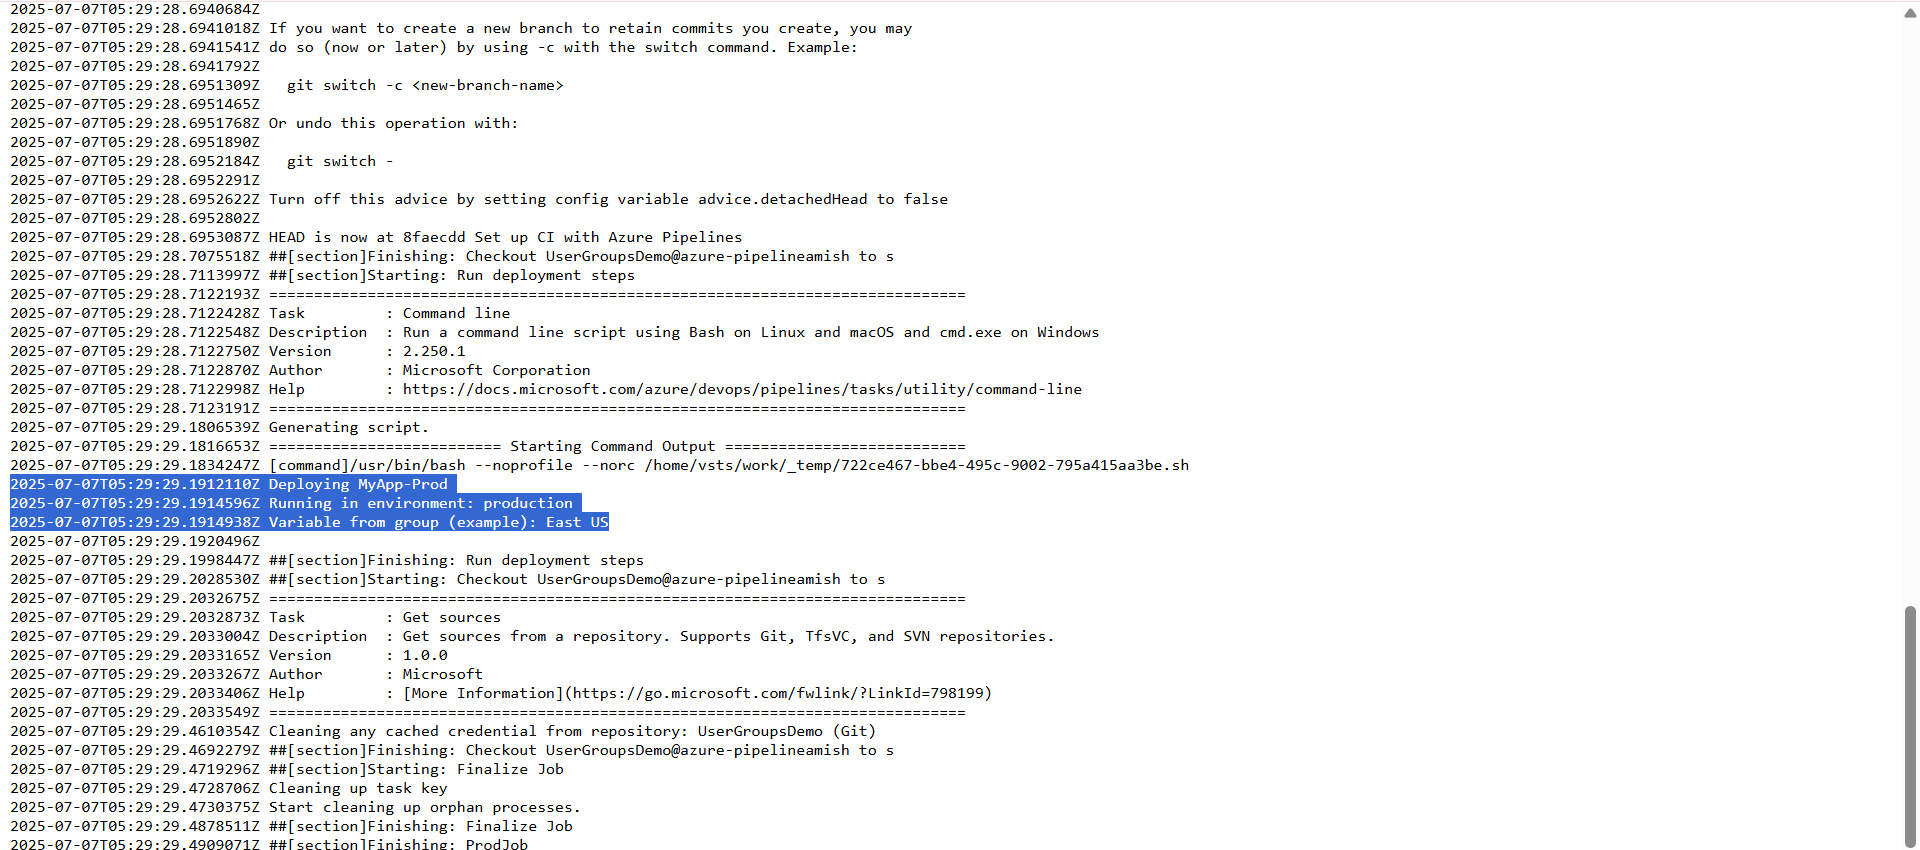 2025-07-07T05:29:28.6940684Z
2025-07-07T05:29:28.6941018Z If you want to create a new branch to retain commits you create, you may
2025-07-07T05:29:28.6941541Z do so (now or later) by using -c with the switch command. Example:
2025-07-07T05:29:28.6941792Z
2025-07-07T05:29:28.6951309Z   git switch -c <new-branch-name>
2025-07-07T05:29:28.6951465Z
2025-07-07T05:29:28.6951768Z Or undo this operation with:
2025-07-07T05:29:28.6951890Z
2025-07-07T05:29:28.6952184Z   git switch -
2025-07-07T05:29:28.6952291Z
2025-07-07T05:29:28.6952622Z Turn off this advice by setting config variable advice.detachedHead to false
2025-07-07T05:29:28.6952802Z
2025-07-07T05:29:28.6953087Z HEAD is now at 8faecdd Set up CI with Azure Pipelines
2025-07-07T05:29:28.7075518Z ##[section]Finishing: Checkout UserGroupsDemo@azure-pipelineamish to s
2025-07-07T05:29:28.7113997Z ##[section]Starting: Run deployment steps
2025-07-07T05:29:28.7122193Z ==============================================================================
2025-07-07T05:29:28.7122428Z Task         : Command line
2025-07-07T05:29:28.7122548Z Description  : Run a command line script using Bash on Linux and macOS and cmd.exe on Windows
2025-07-07T05:29:28.7122750Z Version      : 2.250.1
2025-07-07T05:29:28.7122870Z Author       : Microsoft Corporation
2025-07-07T05:29:28.7122998Z Help         : https://docs.microsoft.com/azure/devops/pipelines/tasks/utility/command-line
2025-07-07T05:29:28.7123191Z ==============================================================================
2025-07-07T05:29:29.1806539Z Generating script.
2025-07-07T05:29:29.1816653Z ========================== Starting Command Output ===========================
2025-07-07T05:29:29.1834247Z [command]/usr/bin/bash --noprofile --norc /home/vsts/work/_temp/722ce467-bbe4-495c-9002-795a415aa3be.sh
2025-07-07T05:29:29.1912110Z Deploying MyApp-Prod
2025-07-07T05:29:29.1914596Z Running in environment: production
2025-07-07T05:29:29.1914938Z Variable from group (example): East US
2025-07-07T05:29:29.1920496Z
2025-07-07T05:29:29.1998447Z ##[section]Finishing: Run deployment steps
2025-07-07T05:29:29.2028530Z ##[section]Starting: Checkout UserGroupsDemo@azure-pipelineamish to s
2025-07-07T05:29:29.2032675Z ==============================================================================
2025-07-07T05:29:29.2032873Z Task         : Get sources
2025-07-07T05:29:29.2033004Z Description  : Get sources from a repository. Supports Git, TfsVC, and SVN repositories.
2025-07-07T05:29:29.2033165Z Version      : 1.0.0
2025-07-07T05:29:29.2033267Z Author       : Microsoft
2025-07-07T05:29:29.2033406Z Help         : [More Information](https://go.microsoft.com/fwlink/?LinkId=798199)
2025-07-07T05:29:29.2033549Z ==============================================================================
2025-07-07T05:29:29.4610354Z Cleaning any cached credential from repository: UserGroupsDemo (Git)
2025-07-07T05:29:29.4692279Z ##[section]Finishing: Checkout UserGroupsDemo@azure-pipelineamish to s
2025-07-07T05:29:29.4719296Z ##[section]Starting: Finalize Job
2025-07-07T05:29:29.4728706Z Cleaning up task key
2025-07-07T05:29:29.4730375Z Start cleaning up orphan processes.
2025-07-07T05:29:29.4878511Z ##[section]Finishing: Finalize Job
2025-07-07T05:29:29.4909071Z ##[section]Finishing: ProdJob